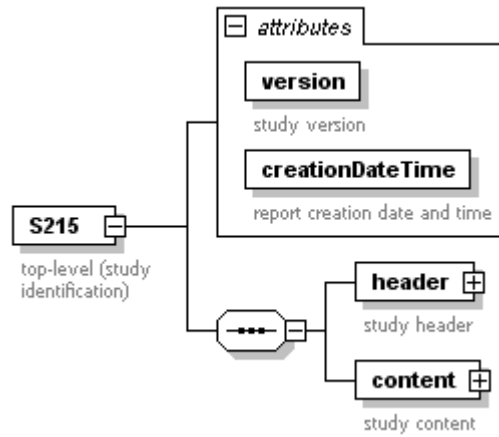 attributes
version
study version
creationDateTime
report creation date and time
S215
top-level (study
identification)
header
study header
content
study content